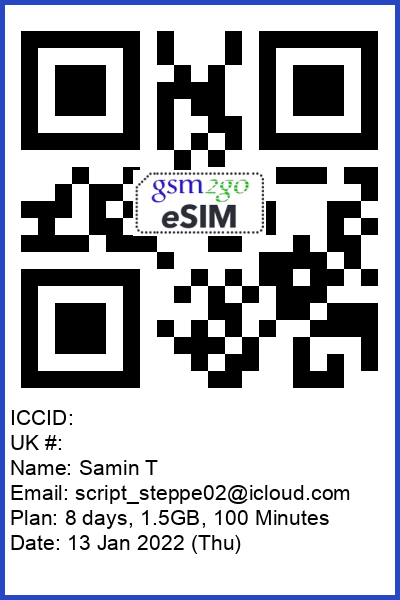 gsm2go
eSIM
ICCID:
UK #:
Name: Samin T
Email: script_steppe02@icloud.com
Plan: 8 days, 1.5GB, 100 Minutes
Date: 13 Jan 2022 (Thu)